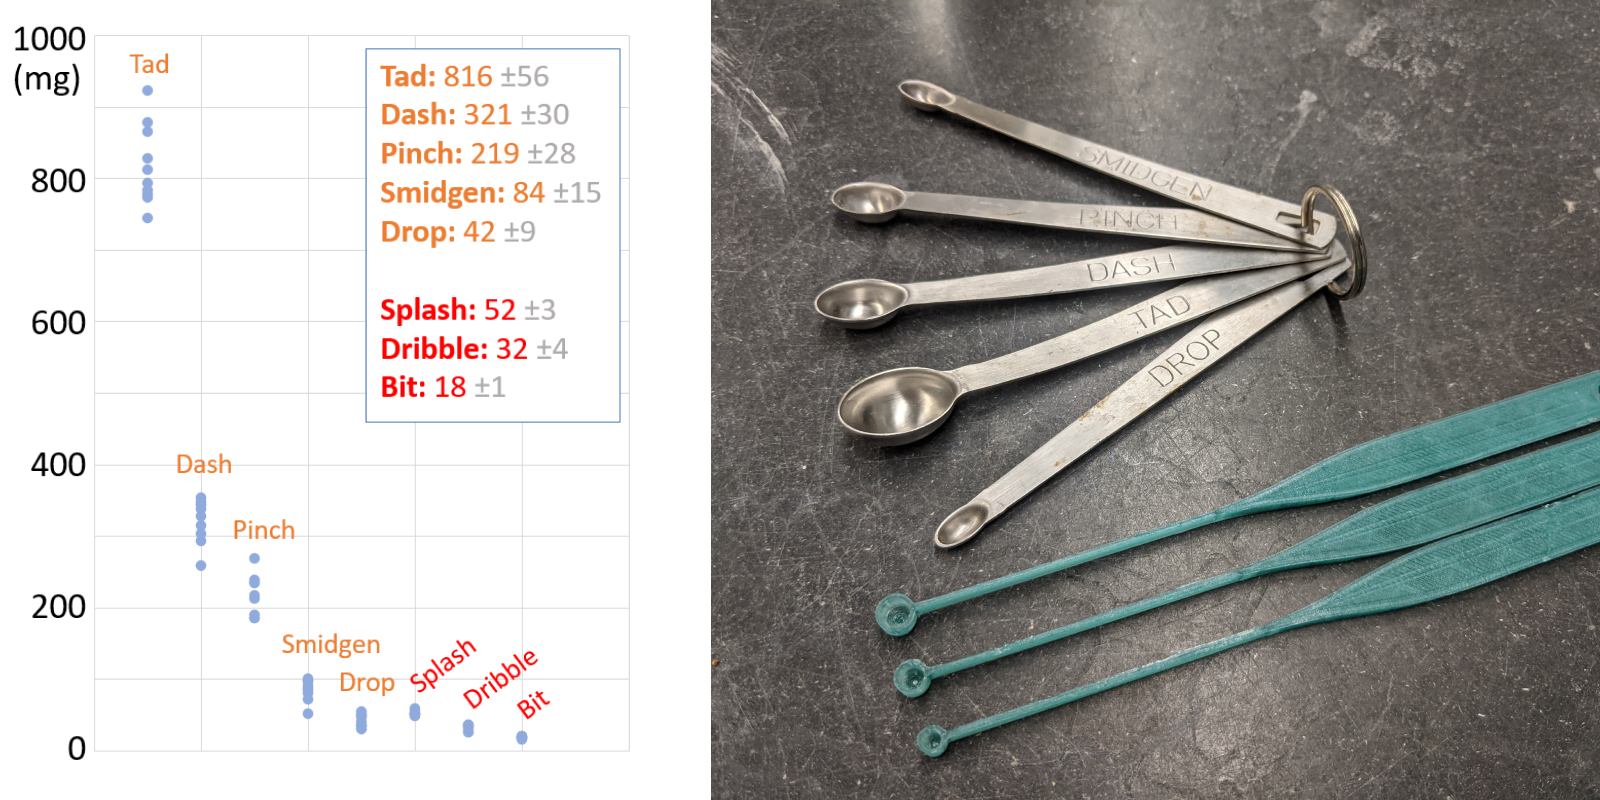 1000
(mg)
800
600
400
200
0
Tad
Dash
Pinch
Smidgen
Drop
Splash
Dribble
Bit
Tad: 816 ±56
Dash: 321 ±30
Pinch: 219 ±28
Smidgen: 84 ±15
Drop: 42 ±9
Splash: 52 ±3
Dribble: 32 ±4
Bit: 18 ±1
SMIDGEN
PINCH
DASH
TAD
DROP